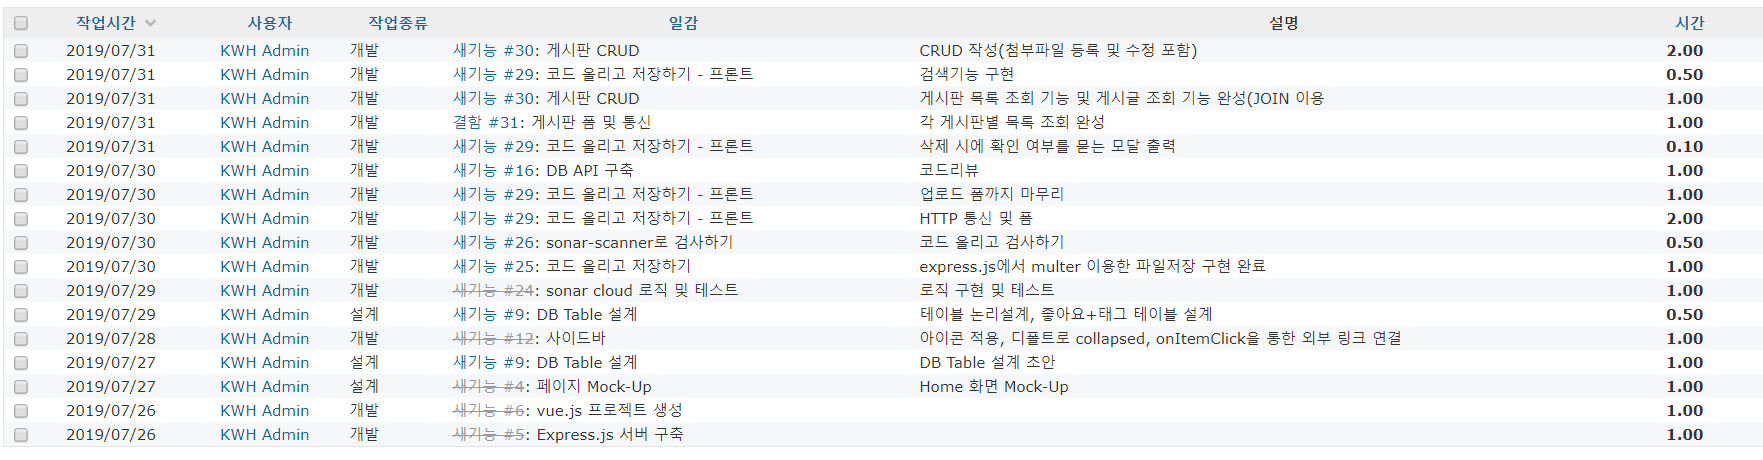 작업시간 사용자 작업종류 일감 설명 시간
2019/07/31 KWH Admin 개발 새기능 #30: 게시판 CRUD CRUD 작성(첨부파일 등록 및 수정 포함) 2.00
2019/07/31 KWH Admin 개발 새기능 #29: 코드 올리고 저장하기 - 프론트 검색기능 구현 0.50
2019/07/31 KWH Admin 개발 새기능 #30: 게시판 CRUD 게시판 목록 조회 기능 및 게시글 조회 기능 완성(JOIN 이용 1.00
2019/07/31 KWH Admin 개발 결함 #31: 게시판 폼 및 통신 각 게시판별 목록 조회 완성 1.00
2019/07/31 KWH Admin 개발 새기능 #29: 코드 올리고 저장하기 - 프론트 삭제 시에 확인 여부를 묻는 모달 출력 0.10
2019/07/30 KWH Admin 개발 새기능 #16: DB API 구축 코드리뷰 1.00
2019/07/30 KWH Admin 개발 새기능 #29: 코드 올리고 저장하기 - 프론트 업로드 폼까지 마무리 1.00
2019/07/30 KWH Admin 개발 새기능 #29: 코드 올리고 저장하기 - 프론트 HTTP 통신 및 폼 2.00
2019/07/30 KWH Admin 개발 새기능 #26: sonar-scanner로 검사하기 코드 올리고 검사하기 0.50
2019/07/30 KWH Admin 개발 새기능 #25: 코드 올리고 저장하기 express.js에서 multer 이용한 파일저장 구현 완료 1.00
2019/07/29 KWH Admin 개발 새기능 #24: sonar cloud 로직 및 테스트 로직 구현 및 테스트 1.00
2019/07/29 KWH Admin 설계 새기능 #9: DB Table 설계 테이블 논리설계, 좋아요+태그 테이블 설계 0.50
2019/07/28 KWH Admin 개발 새기능 #12: 사이드바 아이콘 적용, 디폴트로 collapsed, onItemClick을 통한 외부 링크 연결 1.00
2019/07/27 KWH Admin 설계 새기능 #9: DB Table 설계 DB Table 설계 초안 1.00
2019/07/27 KWH Admin 설계 새기능 #4: 페이지 Mock-Up Home 화면 Mock-Up 1.00
2019/07/26 KWH Admin 개발 새기능 #6: vue.js 프로젝트 생성 1.00
2019/07/26 KWH Admin 개발 새기능 #5: Express.js 서버 구축 1.00